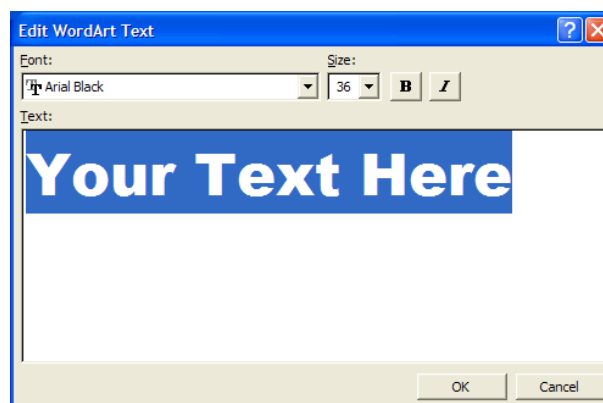 Edit WordArt Text
Font: Size:
Arial Black 36 B I
Text:
Your Text Here
OK Cancel